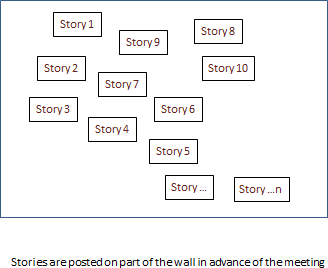 Story 1
Story 9
Story 8
Story 2
Story 7
Story 10
Story 3
Story 4
Story 6
Story 5
Story ...
Story ...n
Stories are posted on part of the wall in advance of the meeting